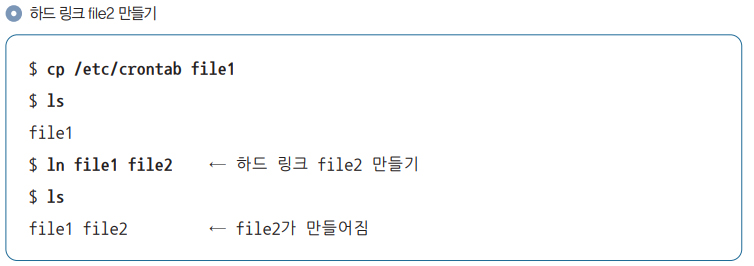 하드 링크 file2 만들기
$ cp /etc/crontab file1
$ ls
file1
$ ln file1 file2 ← 하드 링크 file2 만들기
$ ls
file1 file2 ← file2가 만들어짐